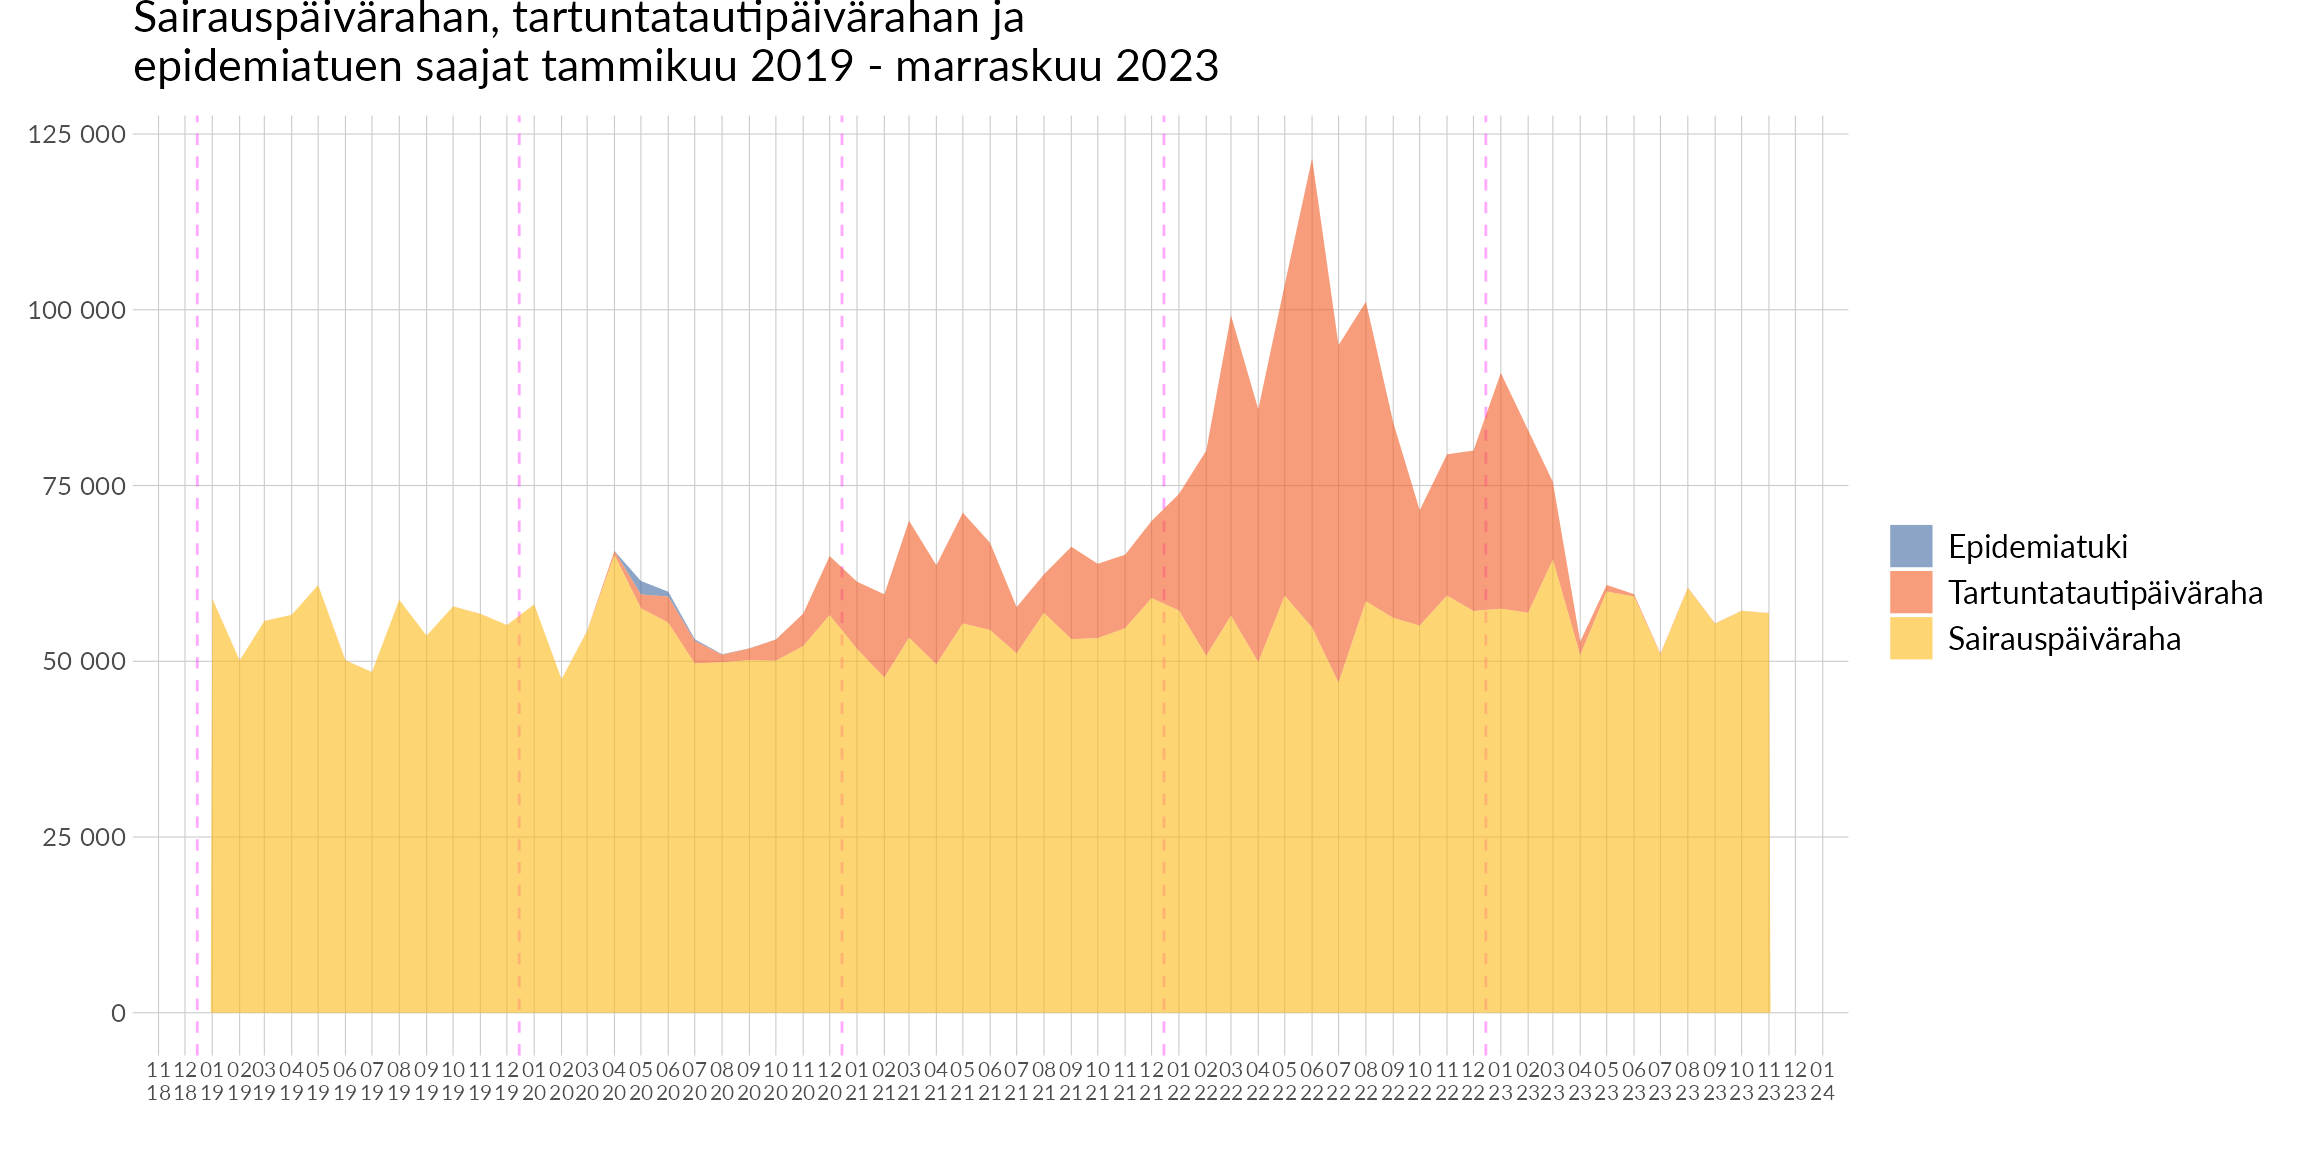 Sairauspäivärahan, tartuntatautipäivärahan ja
epidemiatuen saajat tammikuu 2019 - marraskuu 2023
125 000
100 000
75 000
50 000
25 000
0
11 12 01 02 03 04 05 06 07 08 09 10 11 12 01 02 03 04 05 06 07 08 09 10 11 12 01 02 03 04 05 06 07 08 09 10 11 12 01 02 03 04 05 06 07 08 09 10 11 12 01 02 03 04 05 06 07 08 09 10 11 12 01
18 18 19 19 19 19 19 19 19 19 19 19 19 19 20 20 20 20 20 20 20 20 20 20 20 20 21 21 21 21 21 21 21 21 21 21 21 21 22 22 22 22 22 22 22 22 22 22 22 22 23 23 23 23 23 23 23 23 23 23 23 23 24
Epidemiatuki
Tartuntatautipäiväraha
Sairauspäiväraha